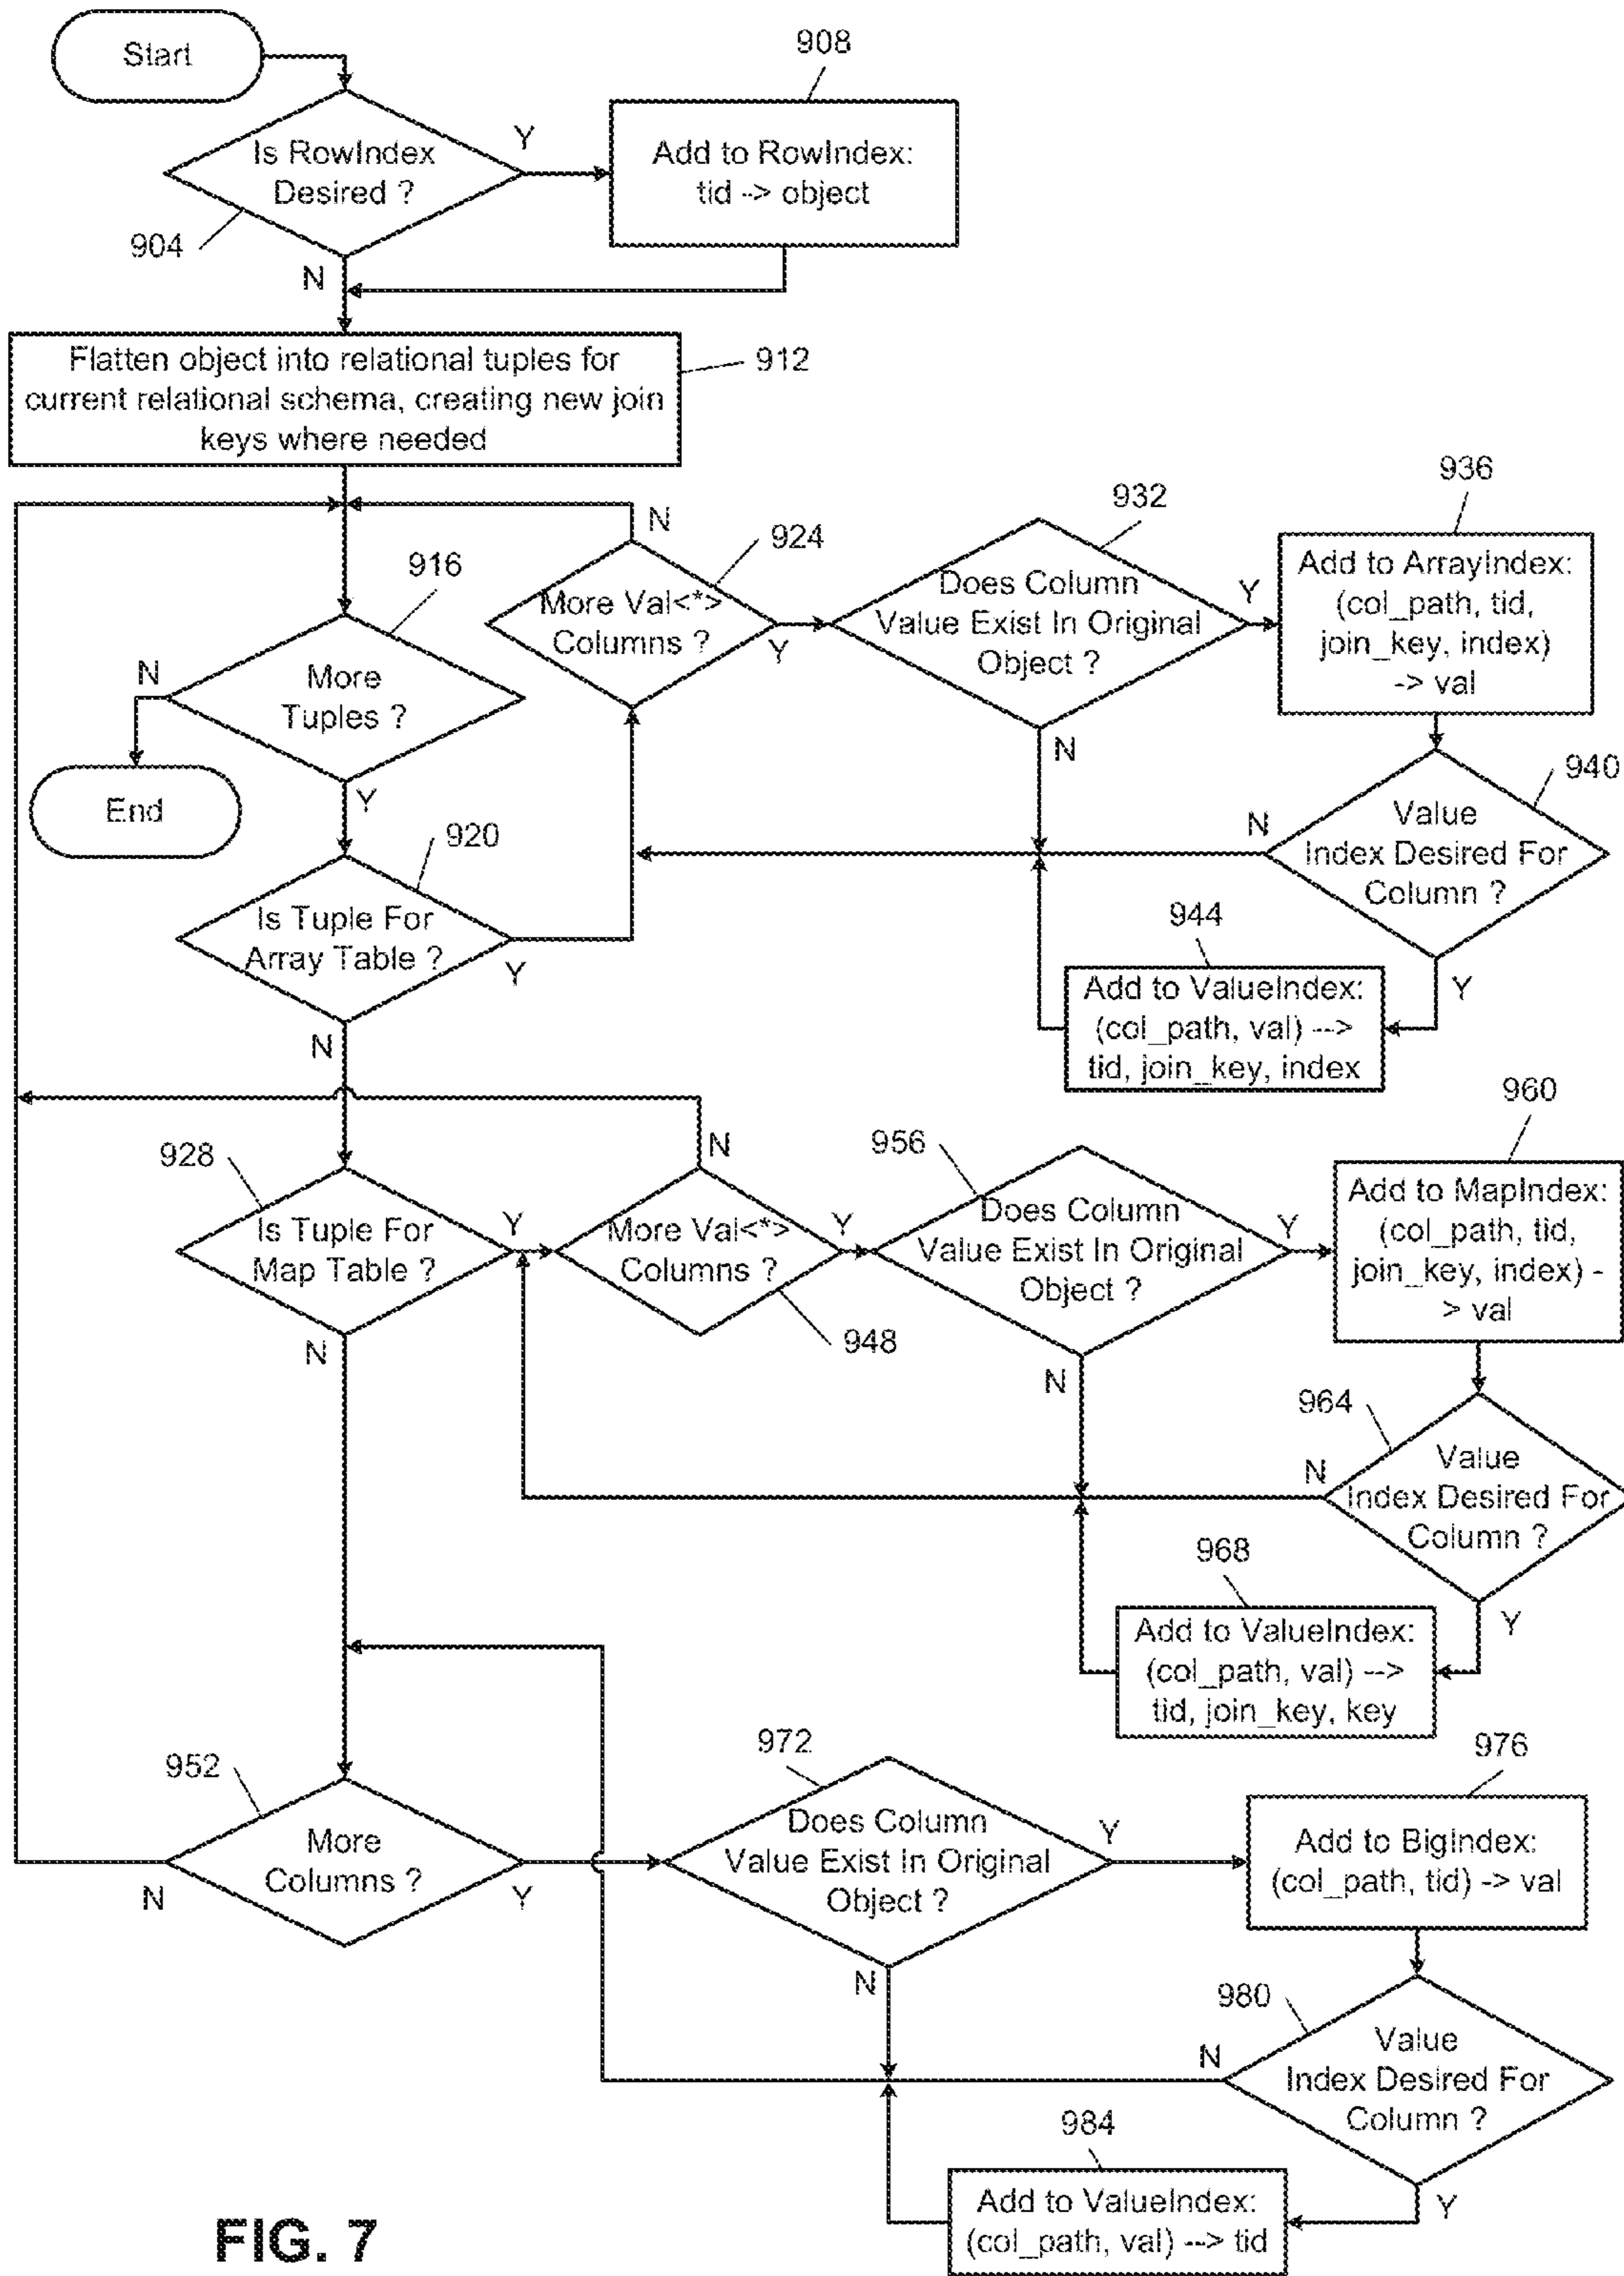 Start
908
Is RowIndex
Desired ?
Y
Add to RowIndex:
tid --> object
904
N
Flatten object into relational tuples for
current relational schema, creating new join
keys where needed
912
936
932
N
924
916
More Val<*>
Columns ?
Y
Does Column
Value Exist In Original
Object ?
Y
Add to ArrayIndex:
(col_path, tid,
join_key, index)
-> val
N
More
Tuples ?
N
940
End
Y
920
N
Value
Index Desired For
Column ?
Is Tuple For
Array Table ?
Y
944
Y
Add to ValueIndex:
(col_path, val) --->
tid, join_key, index
N
960
928
N
956
Is Tuple For
Map Table ?
Y
More Val<*>
Columns ?
Y
Does Column
Value Exist In Original
Object ?
Y
Add to MapIndex:
(col_path, tid,
join_key, index) -
> val
948
N
N
964
N
Value
Index Desired For
Column ?
968
Y
Add to ValueIndex:
(col_path, val) -->
tid, join_key, key
972
976
952
More
Columns ?
N
Y
Does Column
Value Exist In Original
Object ?
Y
Add to BigIndex:
(col_path, tid) -> val
N
980
N
Value
Index Desired For
Column ?
984
Y
Add to ValueIndex:
(col_path, val) --> tid
FIG. 7